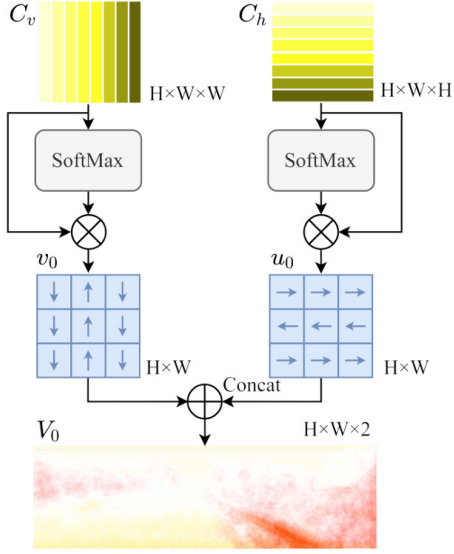 C_v
C_h
H×W×W
H×W×H
SoftMax
SoftMax
v_0
u_0
H×W
H×W
Concat
V_0
H×W×2